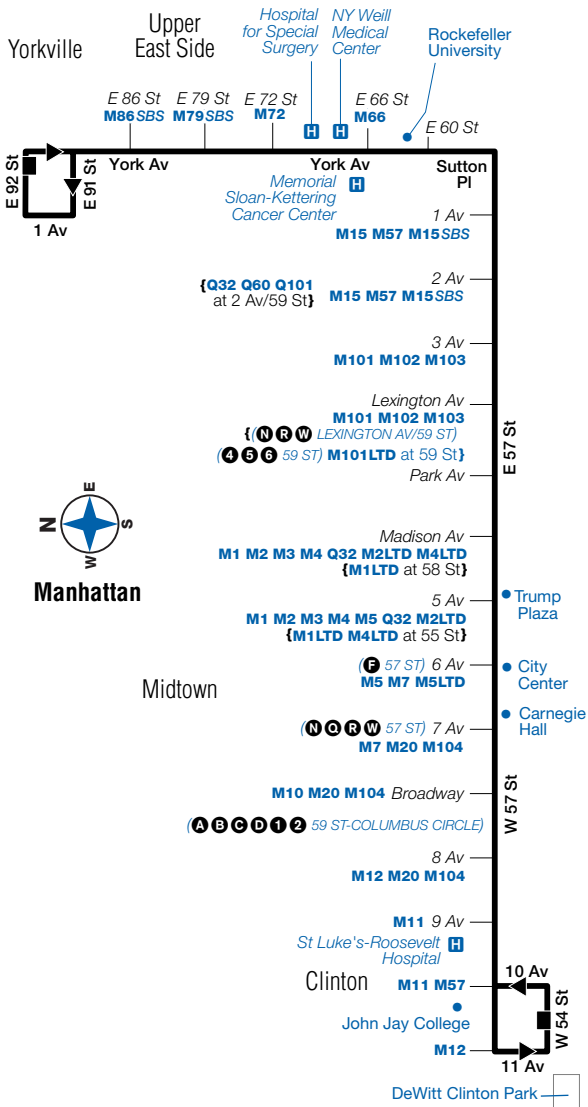 Yorkville
Upper
East Side
Hospital
for Special
Surgery
NY Weill
Medical
Center
Rockefeller
University
E 86 St
M86SBS
E 79 St
M79SBS
E 72 St
M72
H
H
E 66 St
M66
E 60 St
E 92 St
E 91 St
1 Av
York Av
York Av
Sutton
Pl
Memorial
Sloan-Kettering
Cancer Center
H
1 Av
M15 M57 M15SBS
2 Av
{Q32 Q60 Q101
at 2 Av/59 St}
M15 M57 M15SBS
3 Av
M101 M102 M103
Lexington Av
M101 M102 M103
{(N R W LEXINGTON AV/59 ST)
(4 5 6 59 ST) M101LTD at 59 St}
Park Av
E 57 St
N
E
S
W
Manhattan
Madison Av
M1 M2 M3 M4 Q32 M2LTD M4LTD
{M1LTD at 58 St}
5 Av
M1 M2 M3 M4 M5 Q32 M2LTD
{M1LTD M4LTD at 55 St}
Trump
Plaza
(F 57 ST) 6 Av
M5 M7 M5LTD
City
Center
Midtown
Carnegie
Hall
(N Q R W 57 ST) 7 Av
M7 M20 M104
M10 M20 M104 Broadway
W 57 St
(A B C D 1 2 59 ST-COLUMBUS CIRCLE)
8 Av
M12 M20 M104
M11 9 Av
St Luke's-Roosevelt
Hospital
H
Clinton
M11 M57
10 Av
W 54 St
John Jay College
M12
11 Av
DeWitt Clinton Park